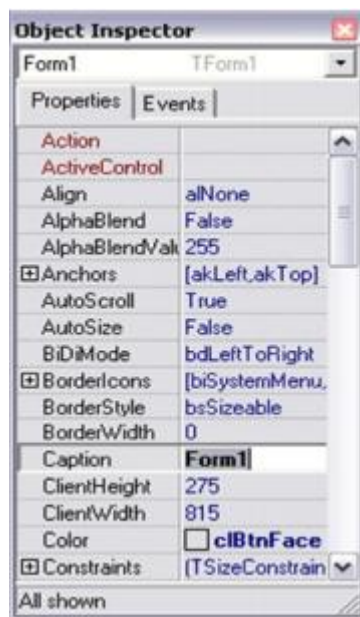 Object Inspector
Form1 TForm1
Properties Events
Action
ActiveControl
Align alNone
AlphaBlend False
AlphaBlendValu 255
Anchors [akLeft,akTop]
AutoScroll True
AutoSize False
BiDiMode bdLeftToRight
BorderIcons [biSystemMenu,
BorderStyle bsSizeable
BorderWidth 0
Caption Form1
ClientHeight 275
ClientWidth 815
Color clBtnFace
Constraints (TSizeConstrain
All shown